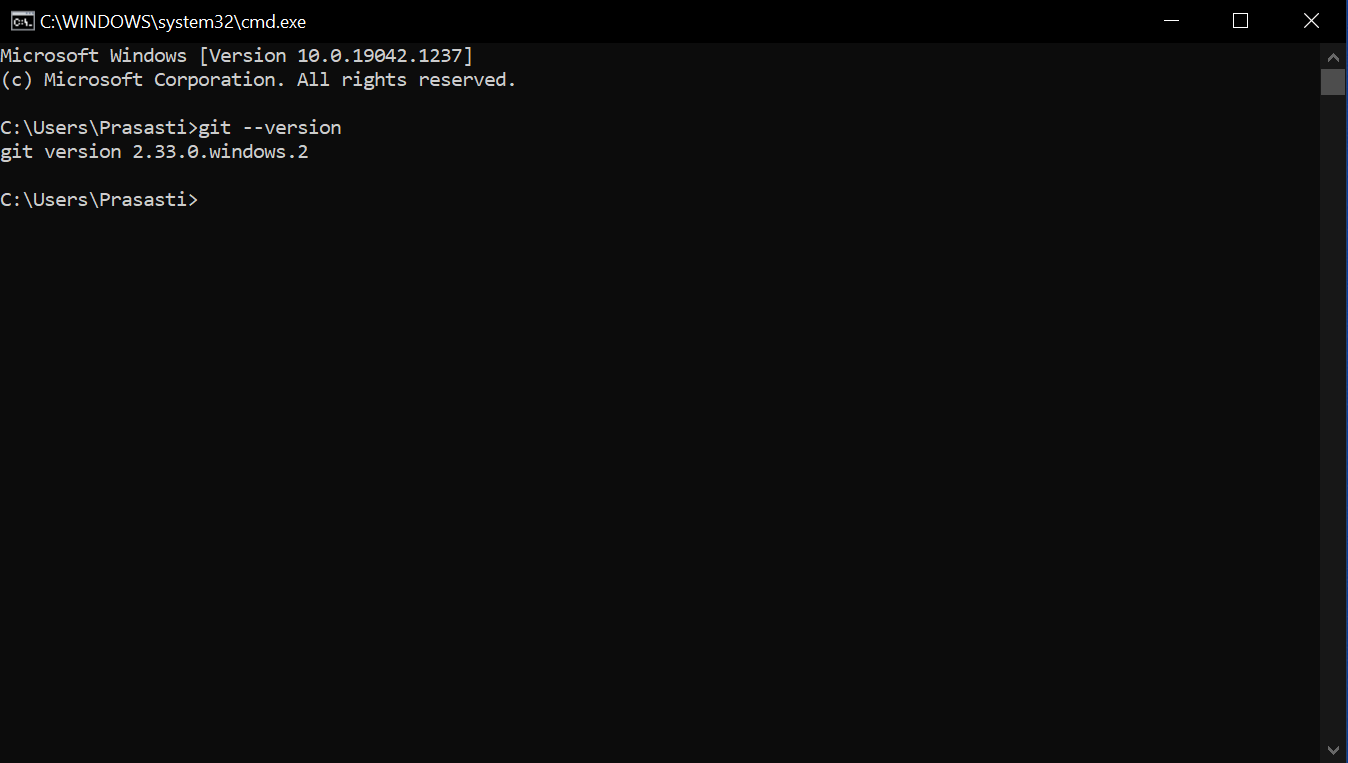 C:\WINDOWS\system32\cmd.exe
Microsoft Windows [Version 10.0.19042.1237]
(c) Microsoft Corporation. All rights reserved.
C:\Users\Prasasti>git --version
git version 2.33.0.windows.2
C:\Users\Prasasti>